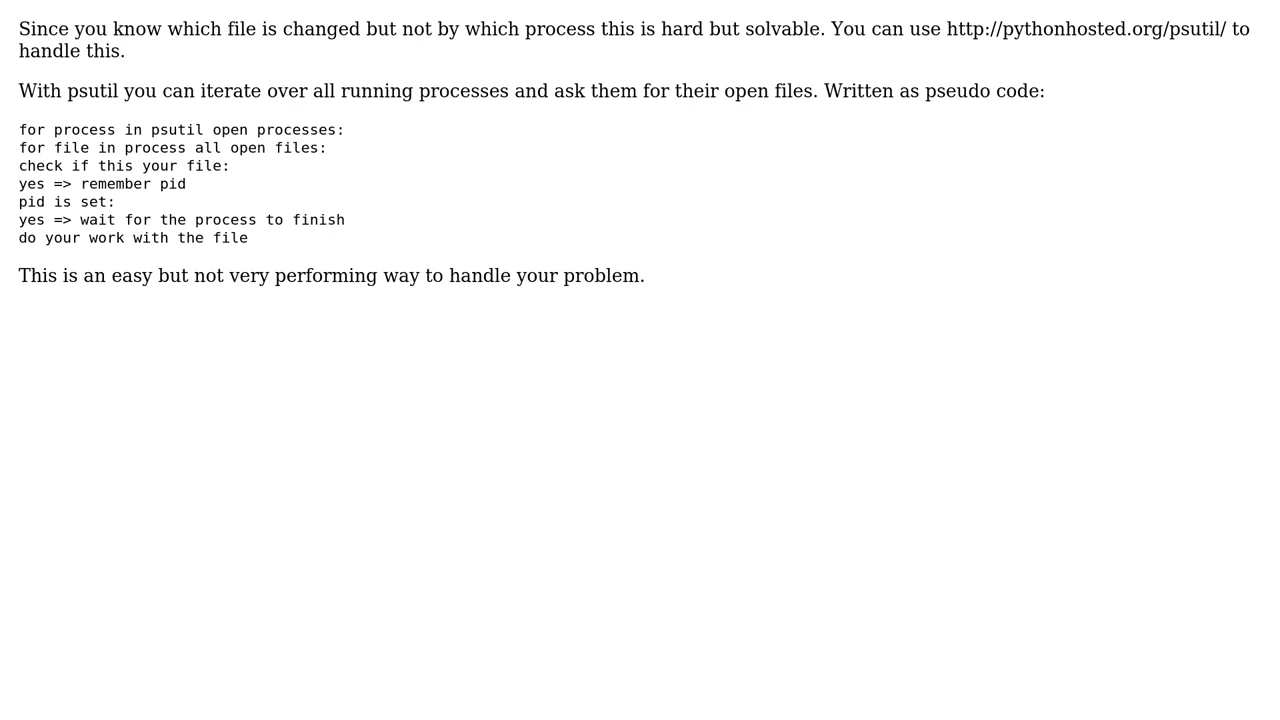 Since you know which file is changed but not by which process this is hard but solvable. You can use http://pythonhosted.org/psutil/ to
handle this.
With psutil you can iterate over all running processes and ask them for their open files. Written as pseudo code:
for process in psutil open processes:
for file in process all open files:
check if this your file:
yes => remember pid
pid is set:
yes => wait for the process to finish
do your work with the file
This is an easy but not very performing way to handle your problem.